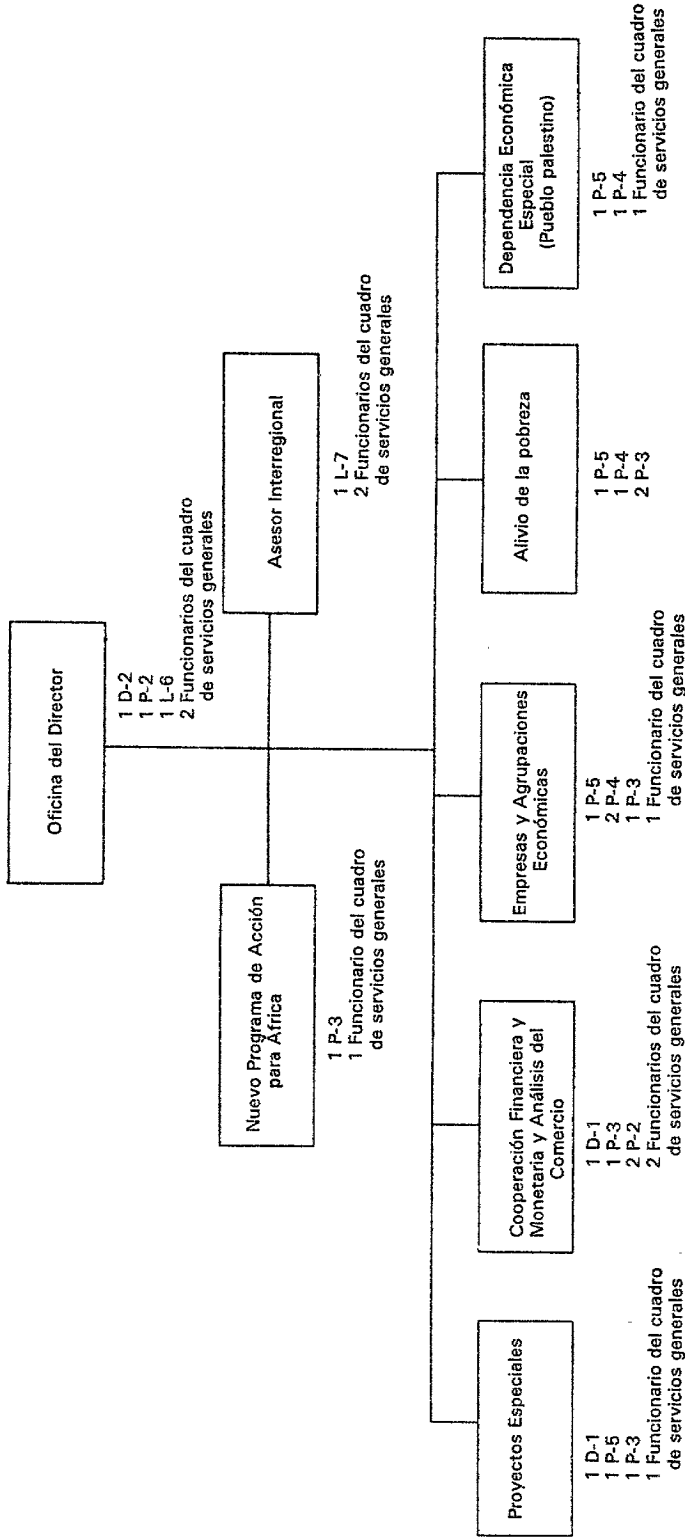 Oficina del Director
1 D-2
1 P-2
1 L-6
2 Funcionarios del cuadro
de servicios generales
Nuevo Programa de Acción
para África
1 P-3
1 Funcionario del cuadro
de servicios generales
Asesor Interregional
1 L-7
2 Funcionarios del cuadro
de servicios generales
Proyectos Especiales
1 D-1
1 P-5
1 P-3
1 Funcionario del cuadro
de servicios generales
Cooperación Financiera y
Monetaria y Análisis del
Comercio
1 D-1
1 P-3
2 P-2
2 Funcionarios del cuadro
de servicios generales
Empresas y Agrupaciones
Económicas
1 P-5
2 P-4
1 P-3
1 Funcionario del cuadro
de servicios generales
Alivio de la pobreza
1 P-5
1 P-4
2 P-3
Dependencia Económica
Especial
(Pueblo palestino)
1 P-5
1 P-4
1 Funcionario del cuadro
de servicios generales